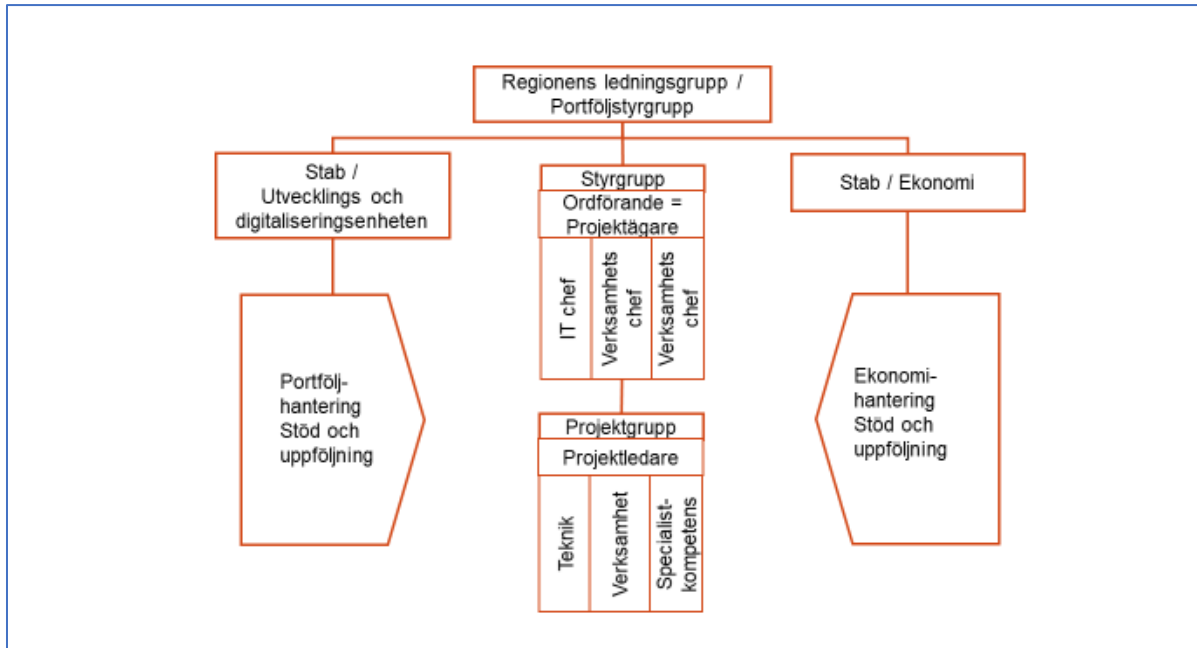 Regionens ledningsgrupp /
Portföljstyrgrupp
Stab /
Utvecklings och
digitaliseringsenheten
Styrgrupp
Ordförande =
Projektägare
IT chef
Verksamhets
chef
Verksamhets
chef
Stab / Ekonomi
Portfölj-
hantering
Stöd och
uppföljning
Ekonomi-
hantering
Stöd och
uppföljning
Projektgrupp
Projektledare
Teknik
Verksamhet
Specialist-
kompetens